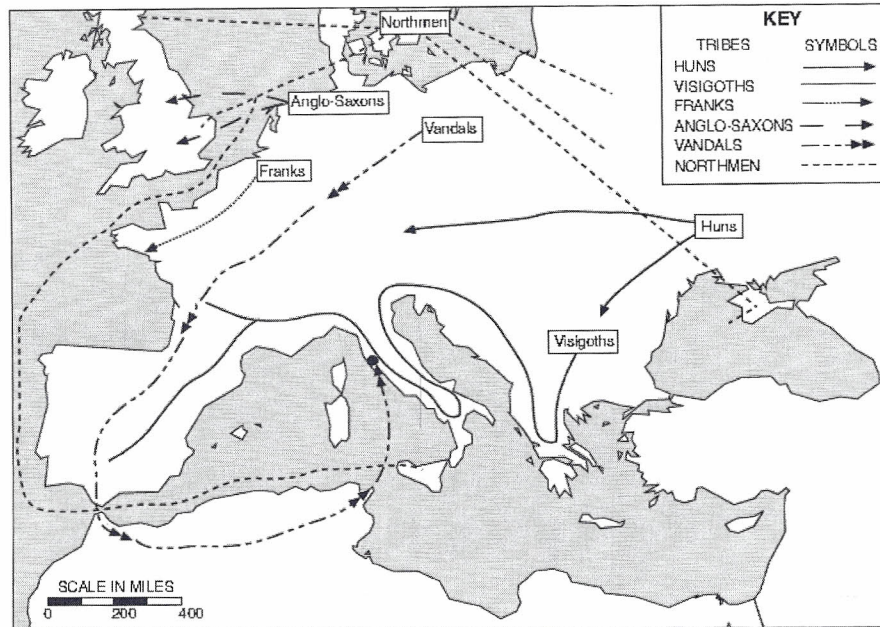 Northmen
KEY
TRIBES SYMBOLS
HUNS
VISIGOTHS
FRANKS
ANGLO-SAXONS
VANDALS
NORTHMEN
Anglo-Saxons
Vandals
Franks
Huns
Visigoths
SCALE IN MILES
0 200 400